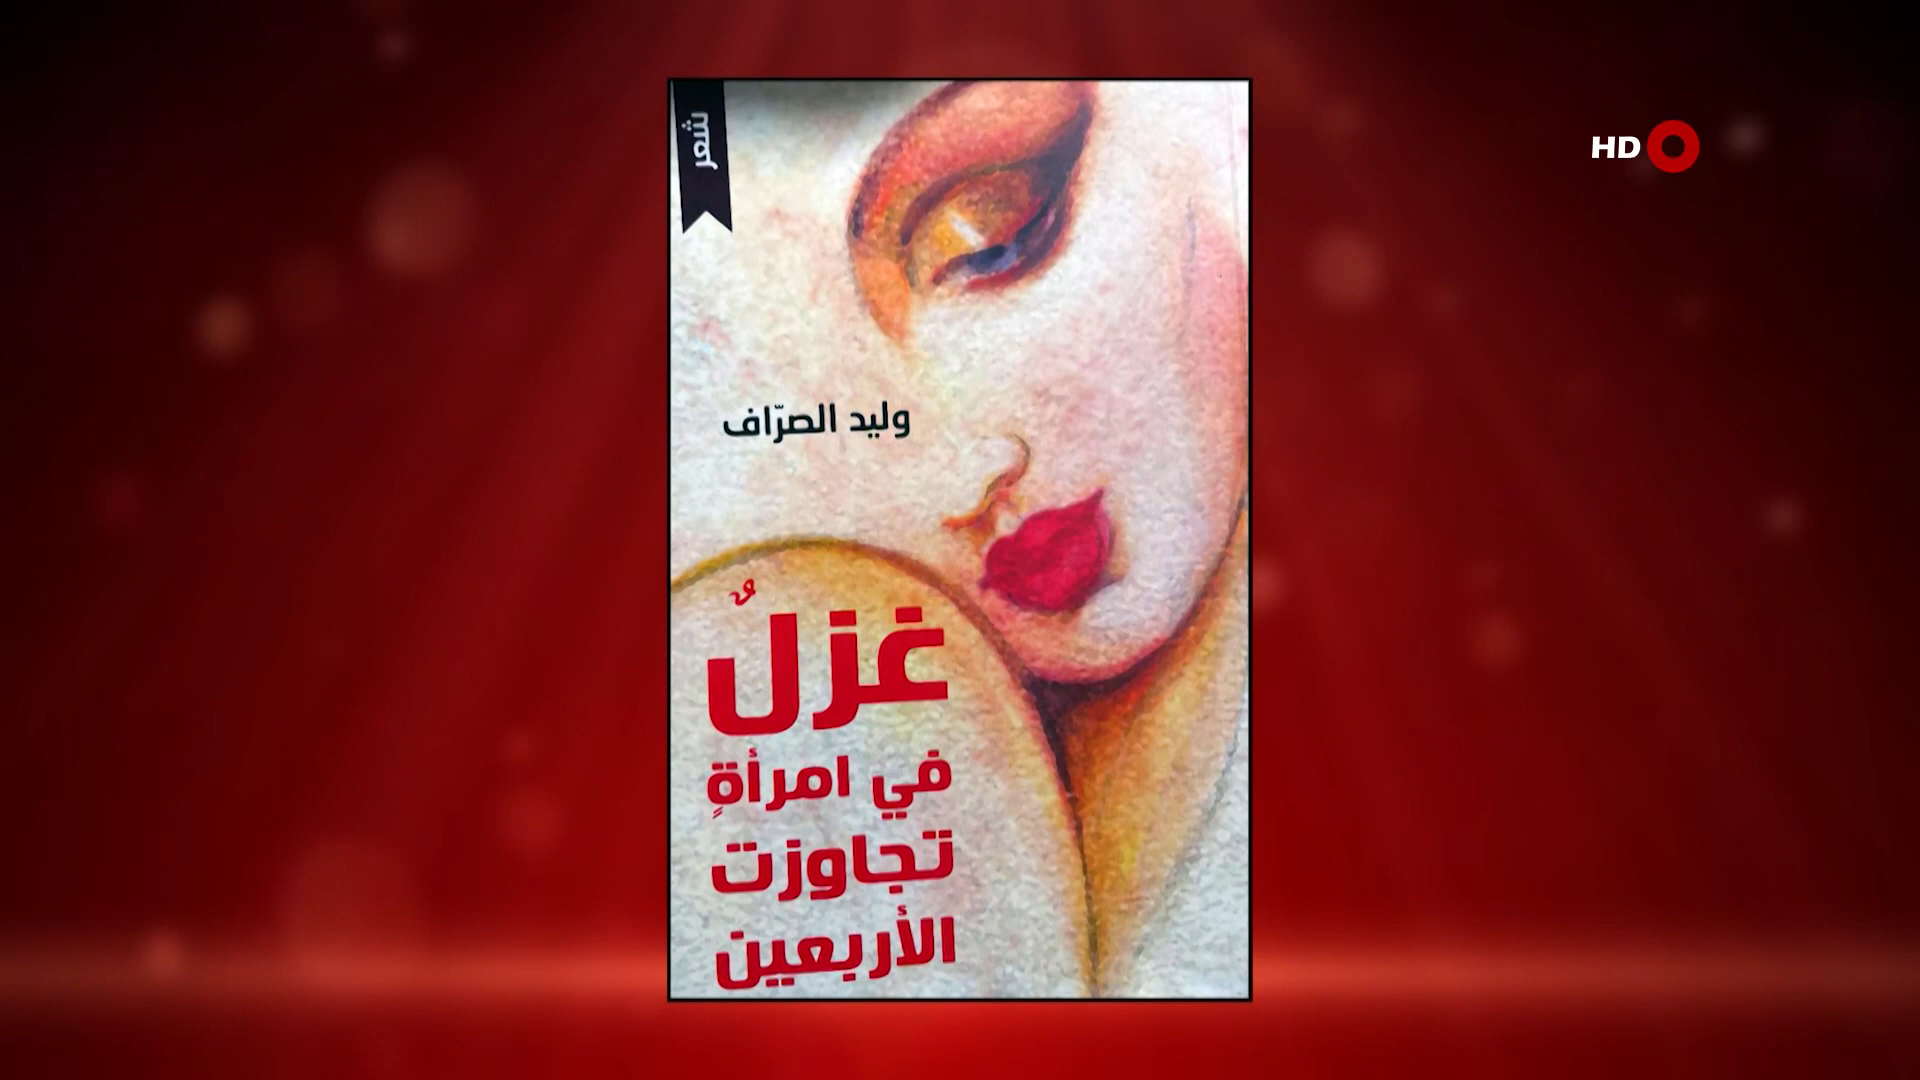 شعر
HD
وليد الصرّاف
غزلٌ
في امرأةٍ
تجاوزت
الأربعين